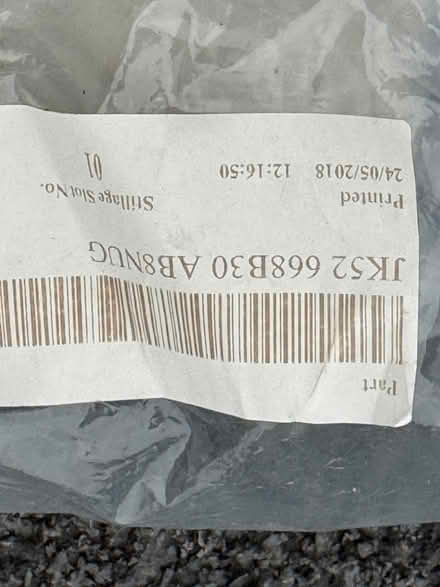 Part
JK52 668B30 AB8NUG
Printed
Stillage Slot No.
24/05/2018 12:16:50
01